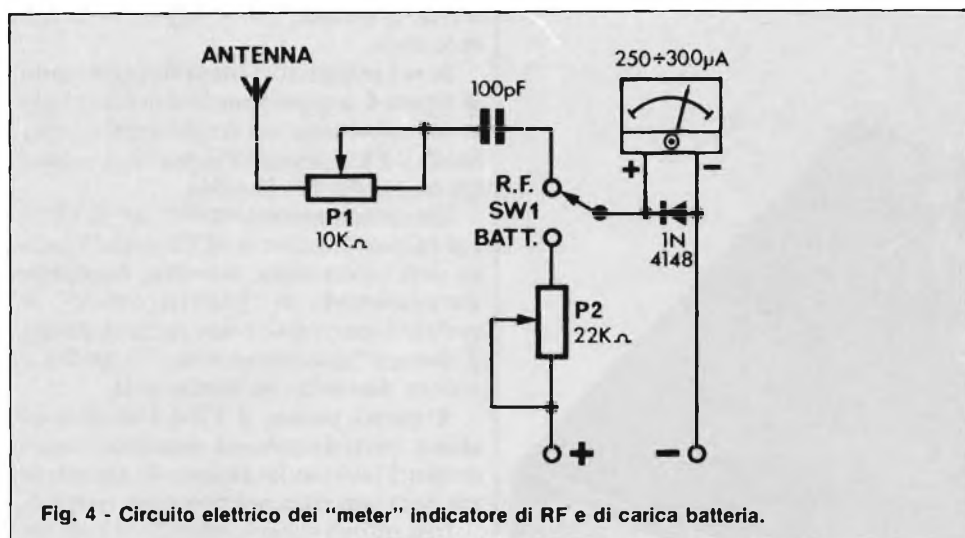 ANTENNA
250÷300µA
100pF
+ −
R.F.
SW1
P1
10KΩ
BATT.
1N
4148
P2
22KΩ
+ −
Fig. 4 - Circuito elettrico dei "meter" indicatore di RF e di carica batteria.